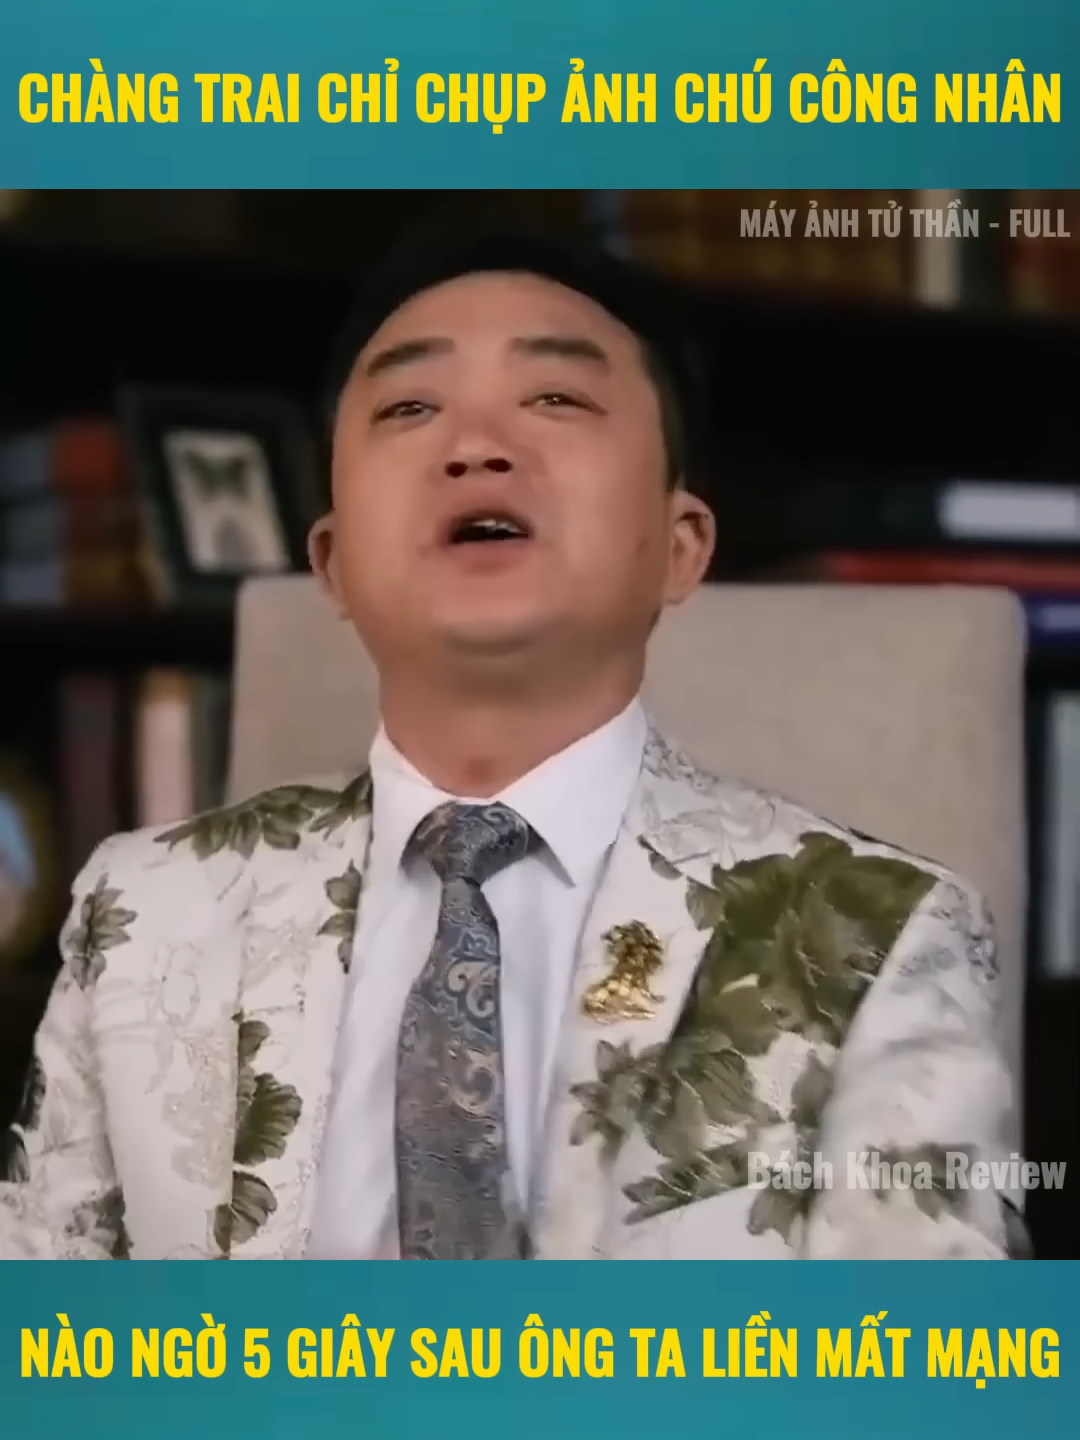 CHÀNG TRAI CHỈ CHỤP ẢNH CHÚ CÔNG NHÂN
MÁY ẢNH TỬ THẦN - FULL
Bách Khoa Review
NÀO NGỜ 5 GIÂY SAU ÔNG TA LIỀN MẤT MẠNG